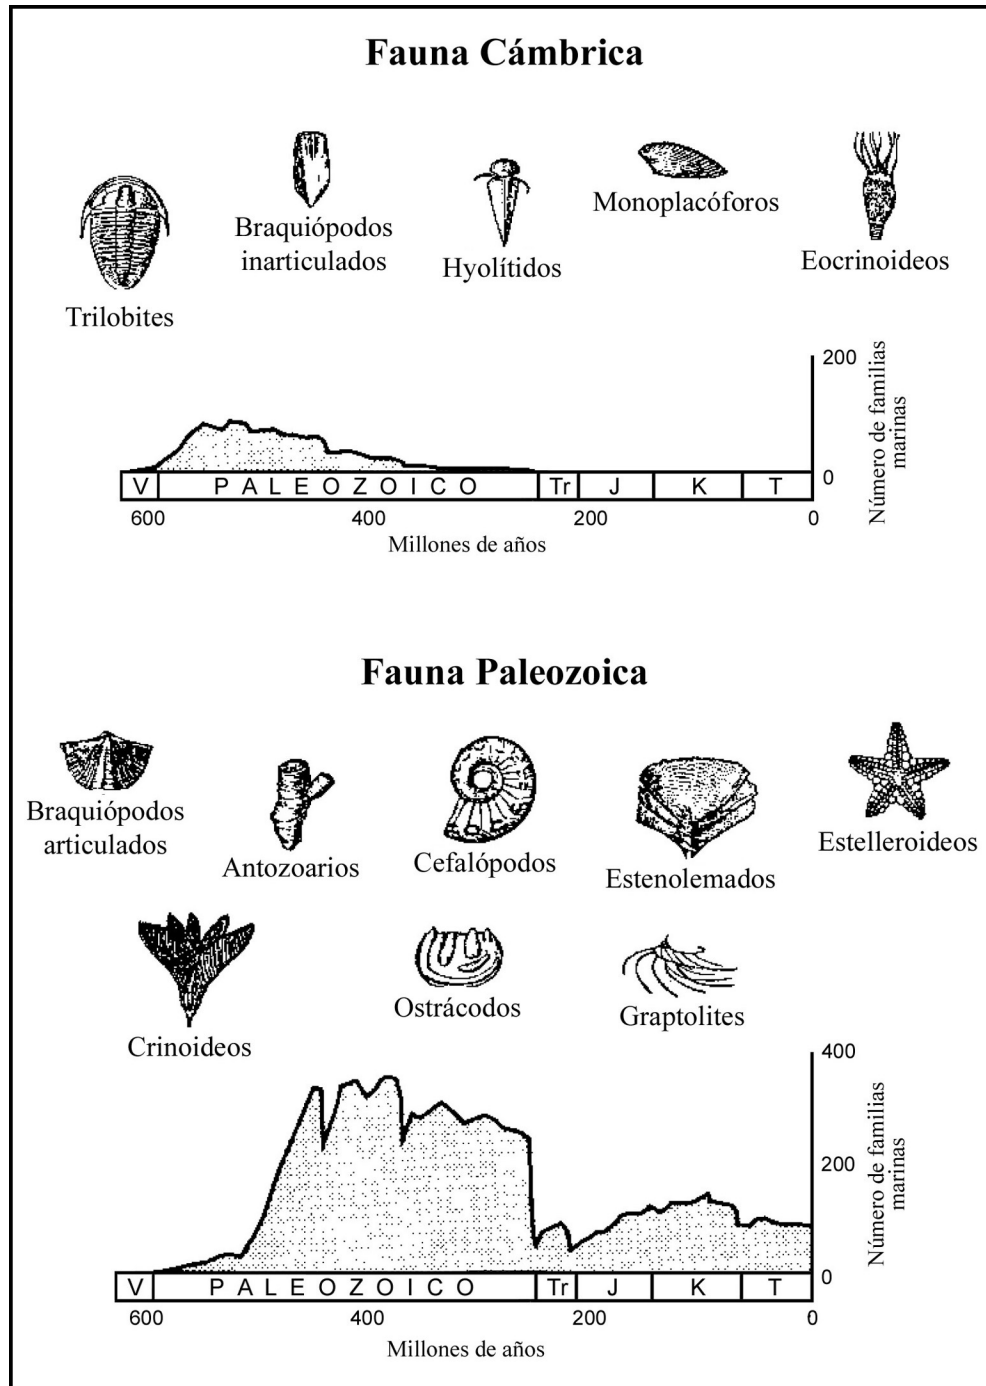 Fauna Cámbrica
Trilobites
Braquiópodos
inarticulados
Hyolítidos
Monoplacóforos
Eocrinoideos
200
0
Número de familias
marinas
V PALEOZOICO Tr J K T
600 400 200 0
Millones de años
Fauna Paleozoica
Braquiópodos
articulados
Antozoarios
Cefalópodos
Estenolemados
Estelleroideos
Crinoideos
Ostrácodos
Graptolites
400
200
0
Número de familias
marinas
V PALEOZOICO Tr J K T
600 400 200 0
Millones de años